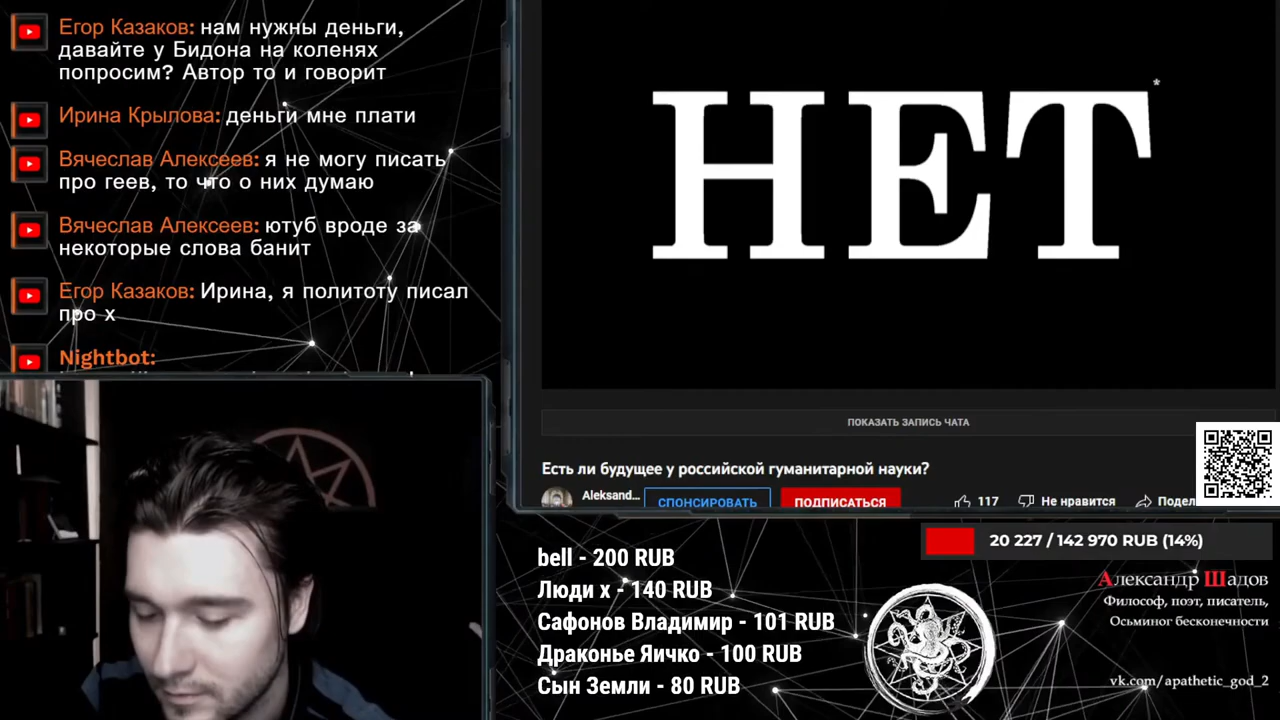 Егор Казаков: нам нужны деньги,
давайте у Бидона на коленях
попросим? Автор то и говорит
Ирина Крылова: деньги мне плати
Вячеслав Алексеев: я не могу писать
про геев, то что о них думаю
Вячеслав Алексеев: ютуб вроде за
некоторые слова банит
Егор Казаков: Ирина, я политоту писал
про х
Nightbot:
НЕТ*
ПОКАЗАТЬ ЗАПИСЬ ЧАТА
Есть ли будущее у российской гуманитарной науки?
Aleksand... СПОНСИРОВАТЬ ПОДПИСАТЬСЯ 117 Не нравится Подел
20 227 / 142 970 RUB (14%)
bell - 200 RUB
Люди х - 140 RUB
Сафонов Владимир - 101 RUB
Драконье Яичко - 100 RUB
Сын Земли - 80 RUB
Александр Шадов
Философ, поэт, писатель,
Осьминог бесконечности
vk.com/apathetic_god_2